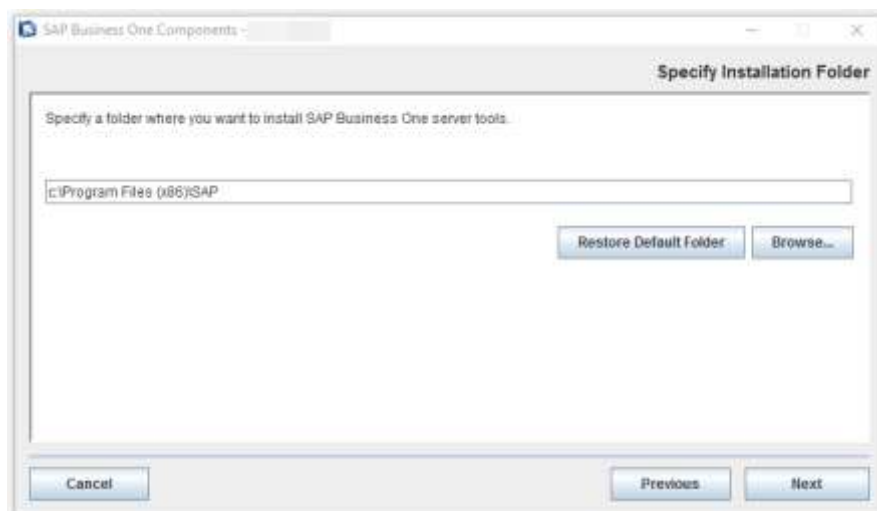 SAP Business One Components -
Specify Installation Folder
Specify a folder where you want to install SAP Business One server tools.
c:\Program Files (x86)\SAP
Restore Default Folder
Browse...
Cancel
Previous
Next